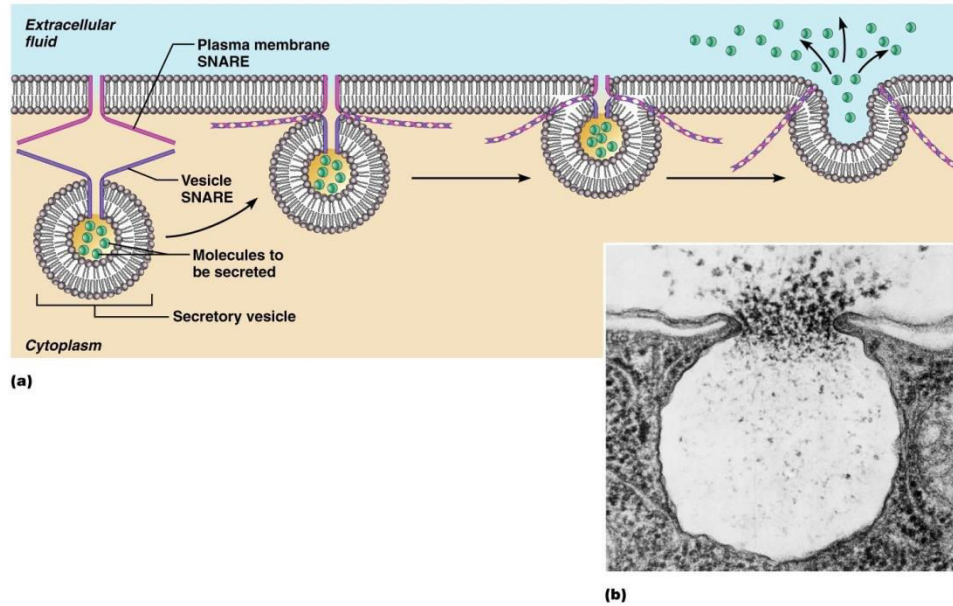 Extracellular
fluid
Plasma membrane
SNARE
Vesicle
SNARE
Molecules to
be secreted
Secretory vesicle
Cytoplasm
(a)
(b)